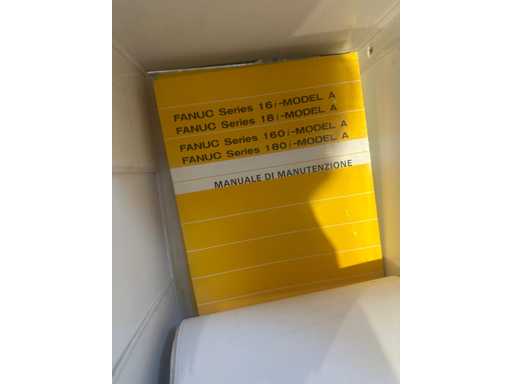 FANUC Series 16i-MODEL A
FANUC Series 18i-MODEL A
FANUC Series 160i-MODEL A
FANUC Series 180i-MODEL A
MANUALE DI MANUTENZIONE